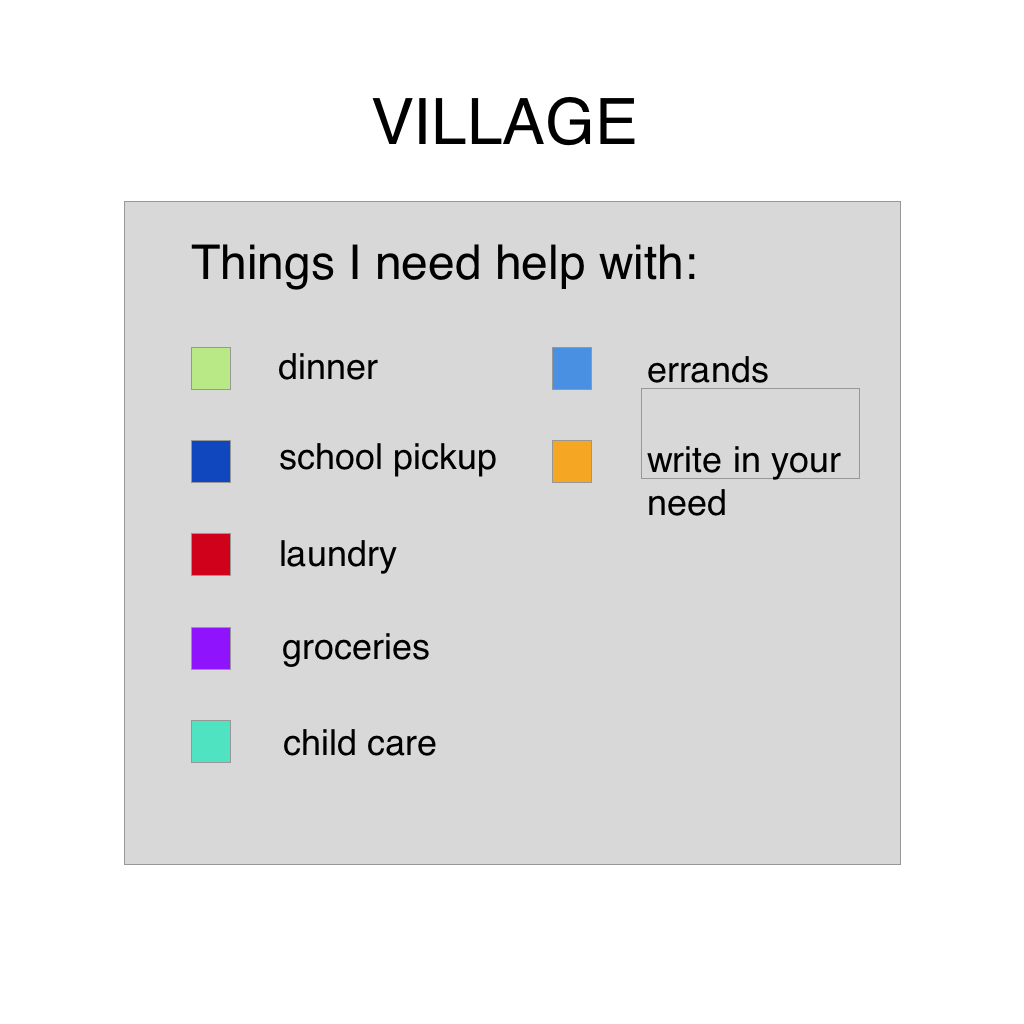 VILLAGE
Things I need help with:
dinner
school pickup
laundry
groceries
child care
errands
write in your
need